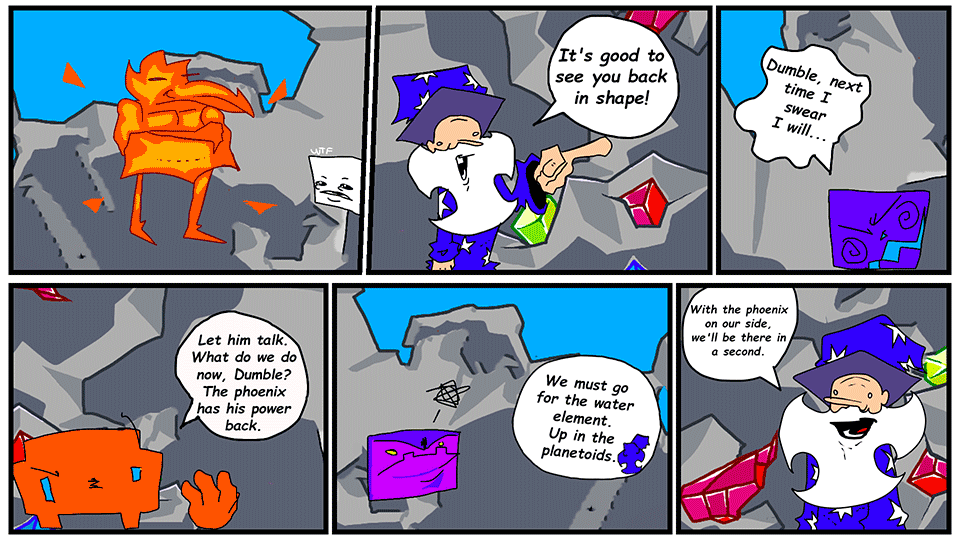 WTF
It's good to
see you back
in shape!
Dumble, next
time I
swear
I will...
Let him talk.
What do we do
now, Dumble?
The phoenix
has his power
back.
We must go
for the water
element.
Up in the
planetoids.
With the phoenix
on our side,
we'll be there in
a second.